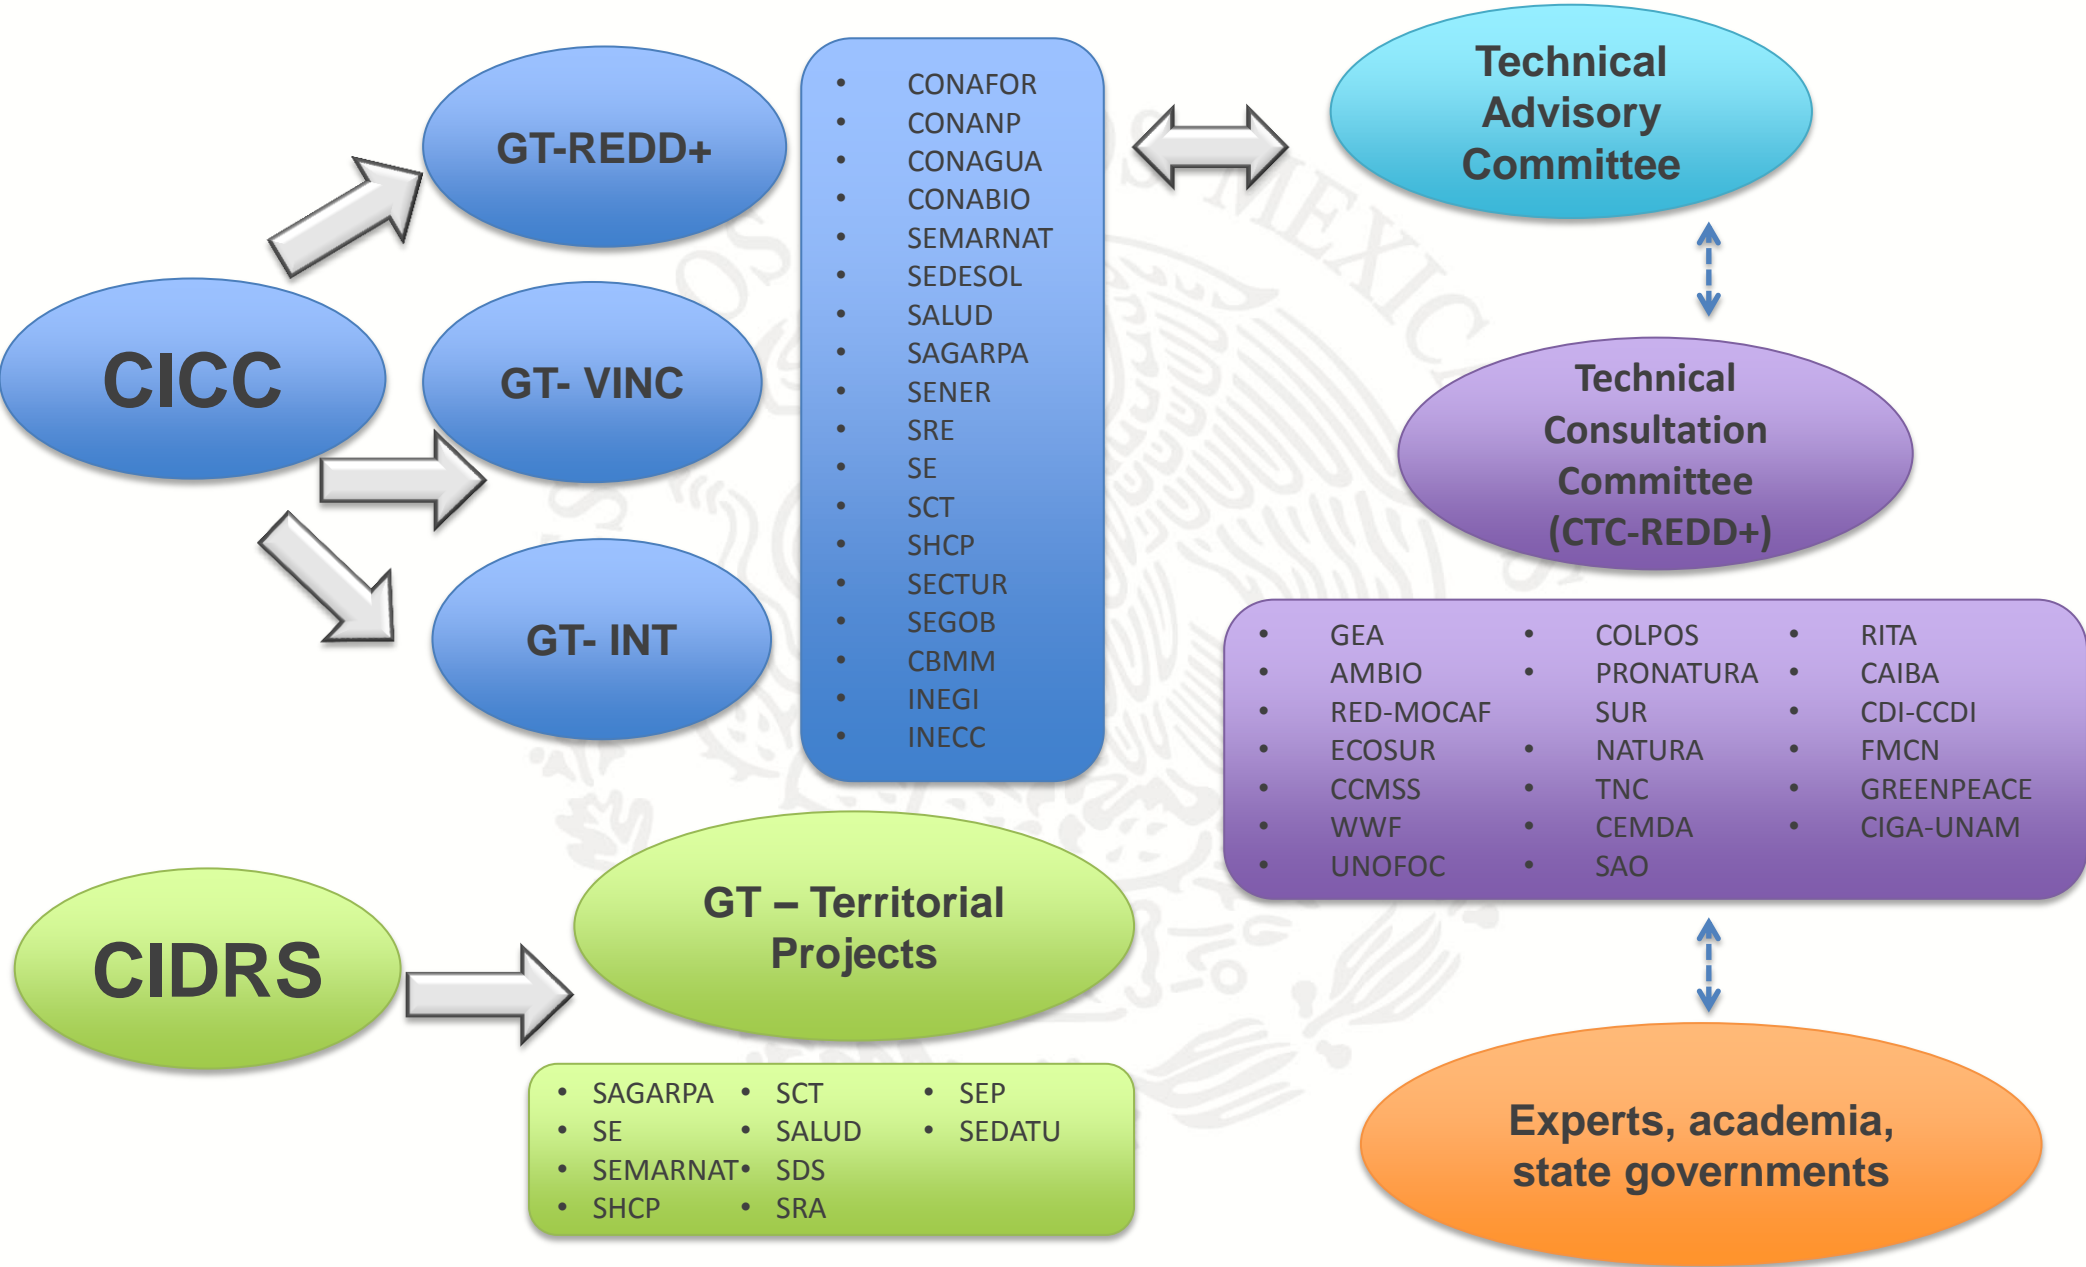 GT-REDD+
CICC
GT- VINC
GT- INT
• CONAFOR
• CONANP
• CONAGUA
• CONABIO
• SEMARNAT
• SEDESOL
• SALUD
• SAGARPA
• SENER
• SRE
• SE
• SCT
• SHCP
• SECTUR
• SEGOB
• CBMM
• INEGI
• INECC
Technical
Advisory
Committee
Technical
Consultation
Committee
(CTC-REDD+)
• GEA
• AMBIO
• RED-MOCAF
• ECOSUR
• CCMSS
• WWF
• UNOFOC
• COLPOS
• PRONATURA
SUR
• NATURA
• TNC
• CEMDA
• SAO
• RITA
• CAIBA
• CDI-CCDI
• FMCN
• GREENPEACE
• CIGA-UNAM
CIDRS
GT – Territorial
Projects
• SAGARPA
• SE
• SEMARNAT
• SHCP
• SCT
• SALUD
• SDS
• SRA
• SEP
• SEDATU
Experts, academia,
state governments